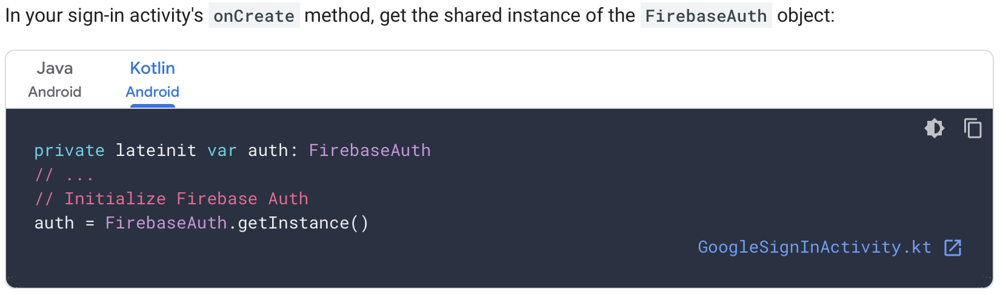 In your sign-in activity's onCreate method, get the shared instance of the FirebaseAuth object:
Java Kotlin
Android Android
private lateinit var auth: FirebaseAuth
// ...
// Initialize Firebase Auth
auth = FirebaseAuth.getInstance()
GoogleSignInActivity.kt